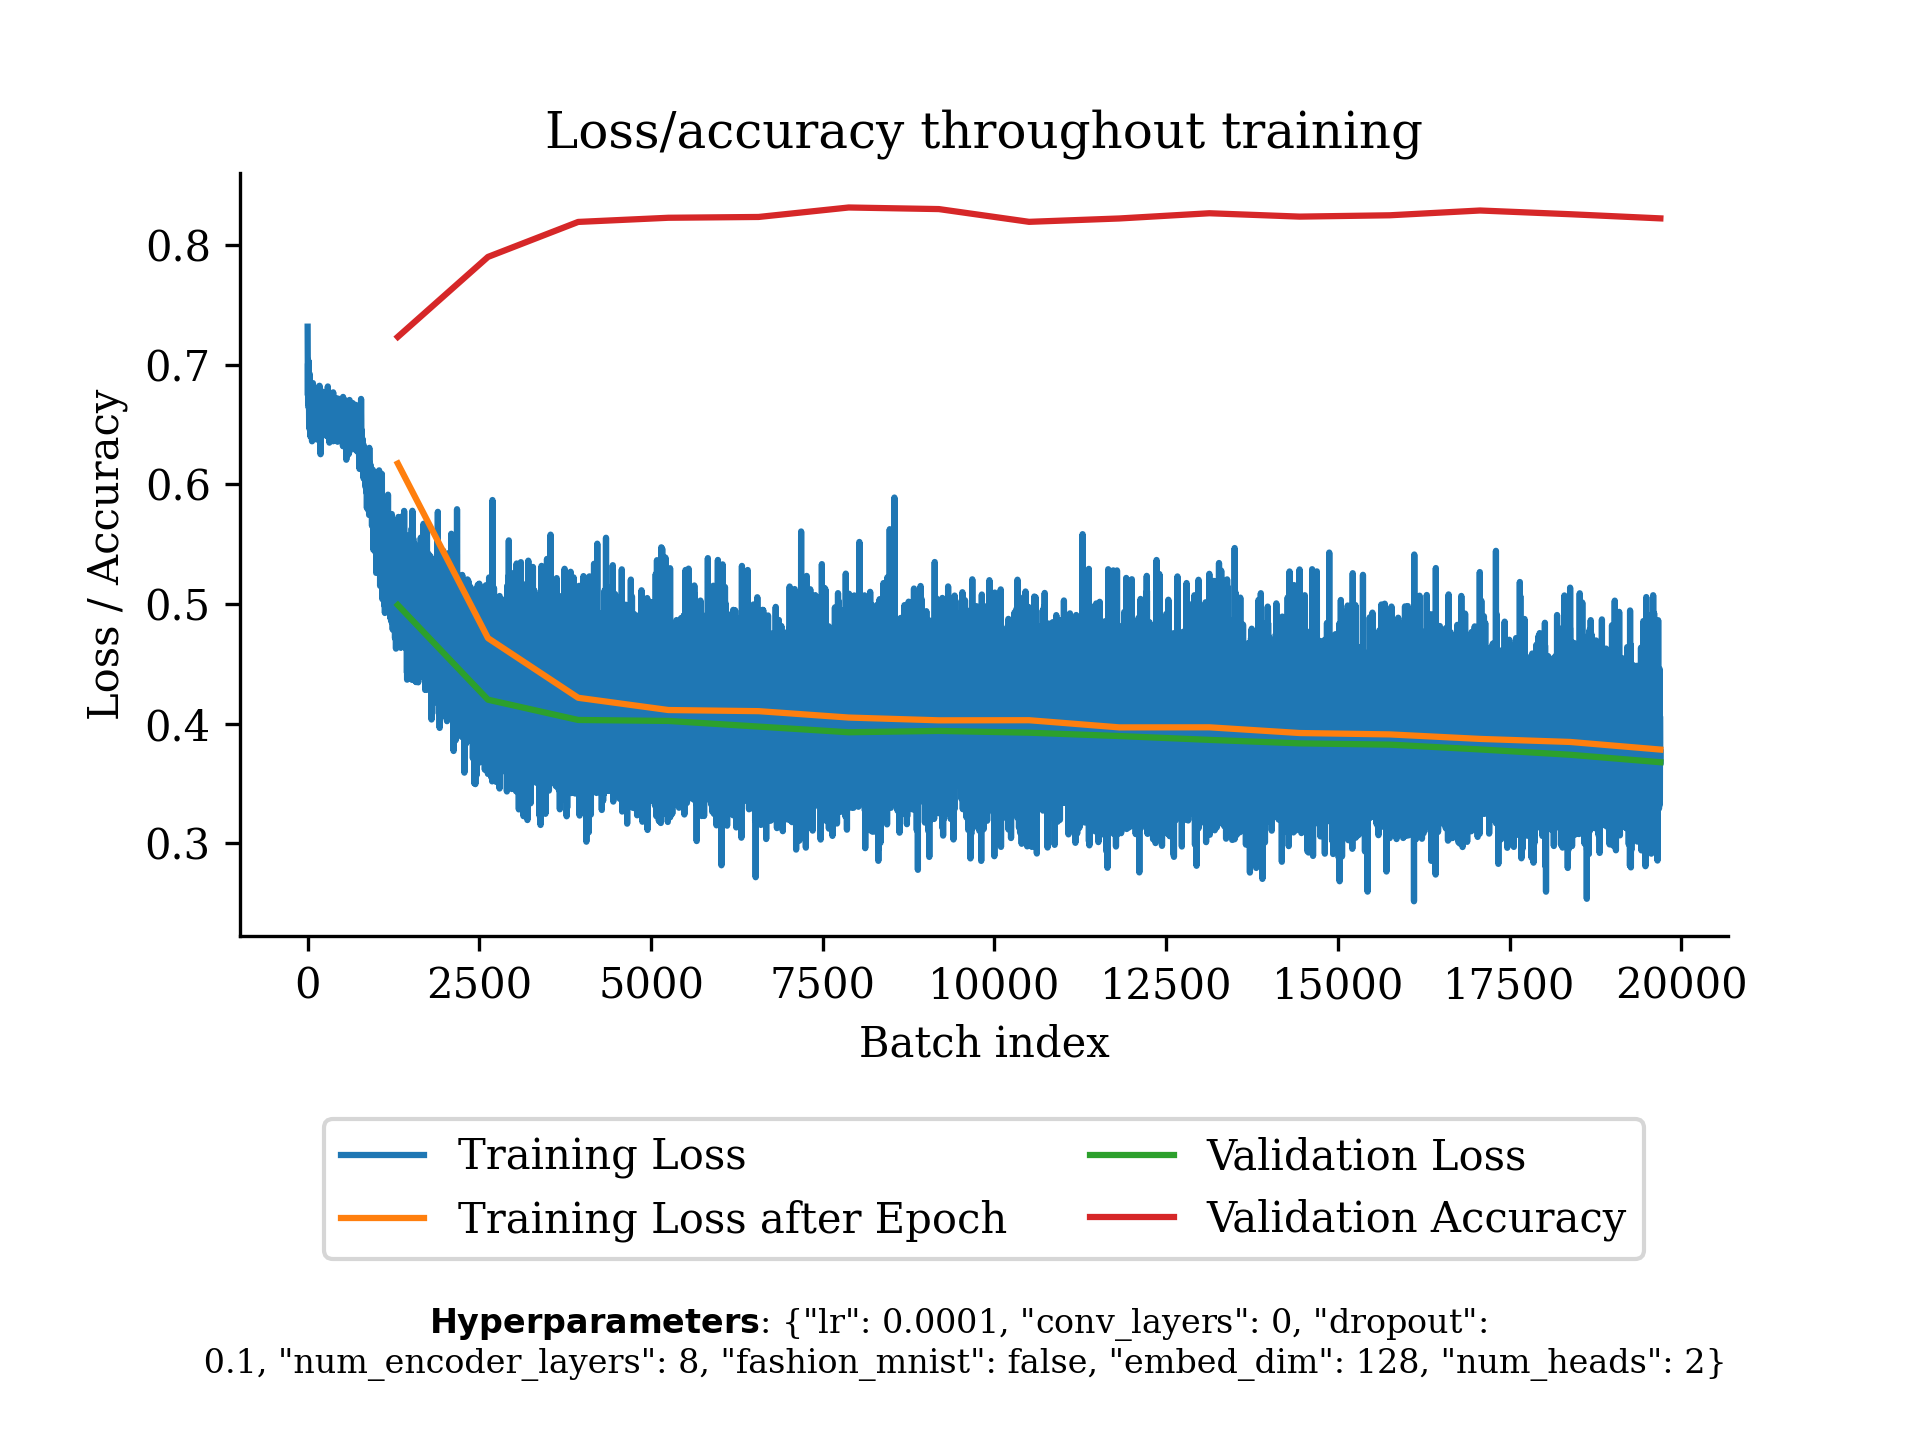 Loss/accuracy throughout training
Loss / Accuracy
0.8
0.7
0.6
0.5
0.4
0.3
0 2500 5000 7500 10000 12500 15000 17500 20000
Batch index
Training Loss
Training Loss after Epoch
Validation Loss
Validation Accuracy
Hyperparameters: {"lr": 0.0001, "conv_layers": 0, "dropout":
0.1, "num_encoder_layers": 8, "fashion_mnist": false, "embed_dim": 128, "num_heads": 2}